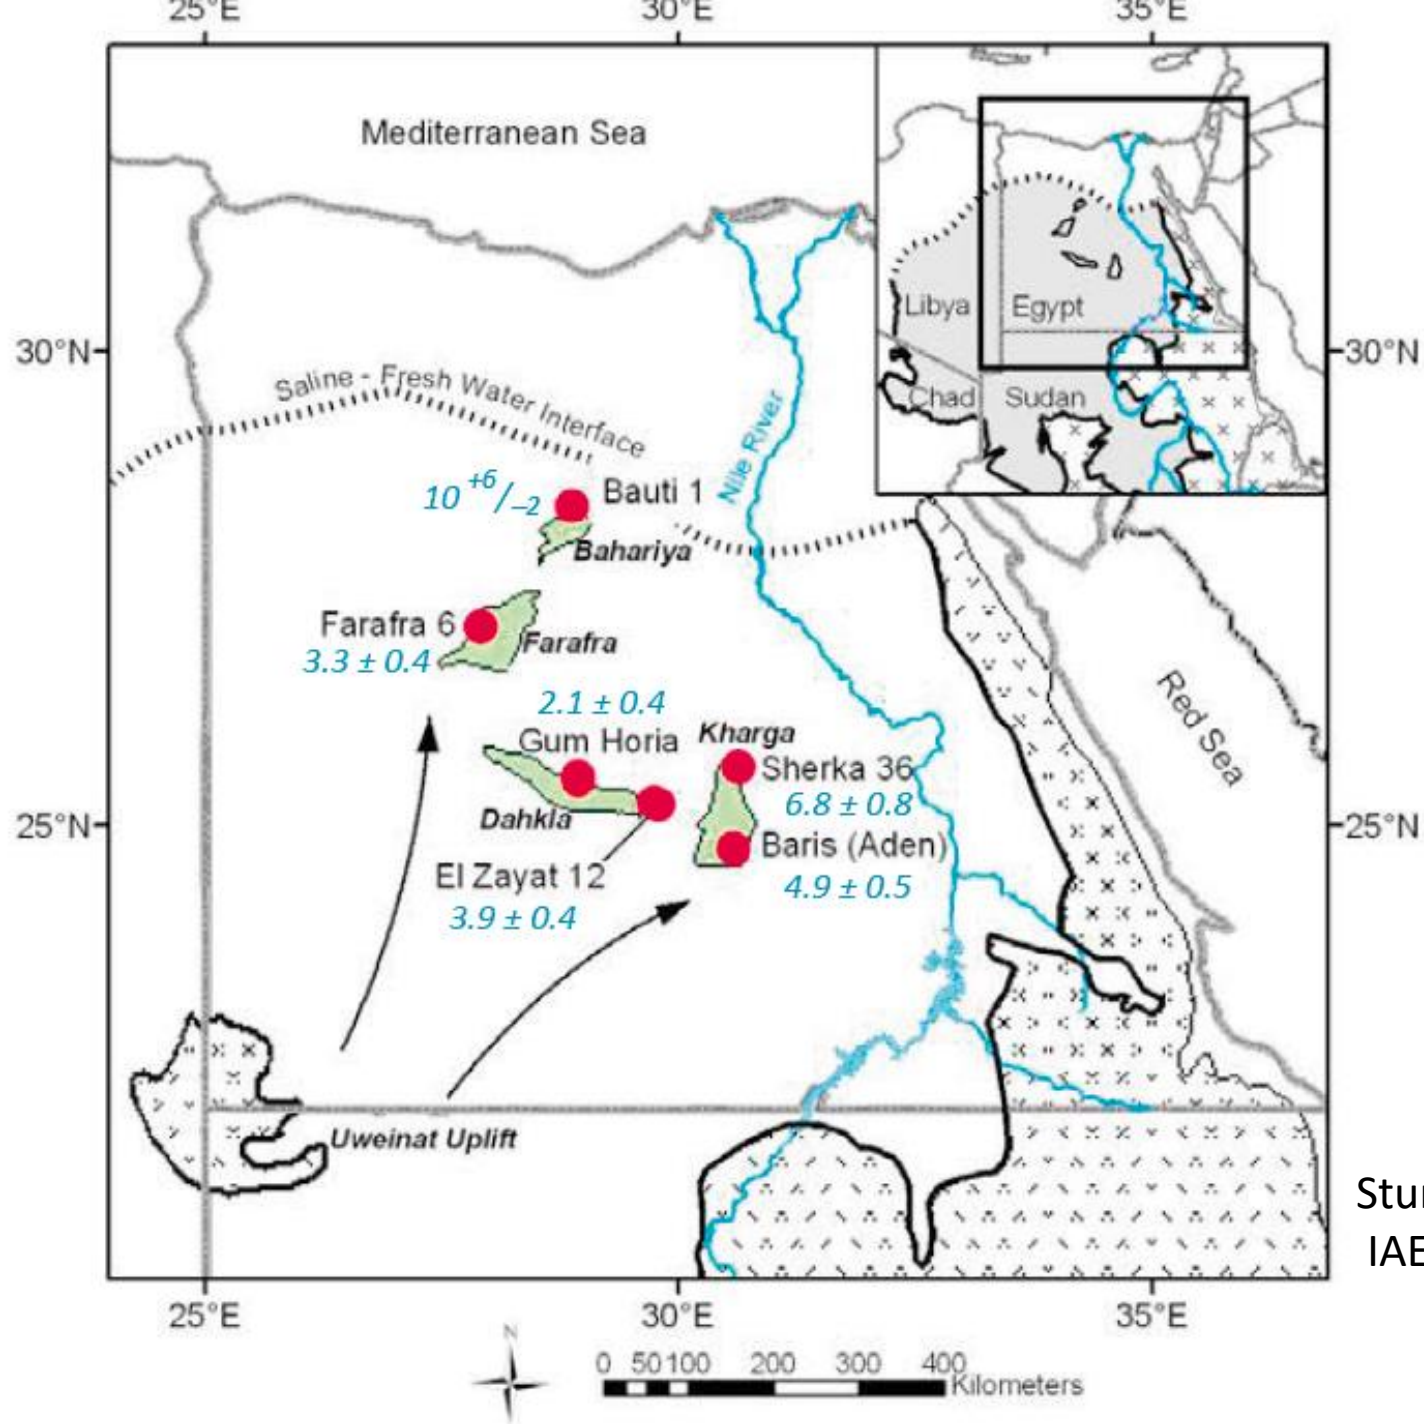 25°E 30°E 35°E
Mediterranean Sea
Libya Egypt
Chad Sudan
30°N 30°N
Saline - Fresh Water Interface
Nile River
10 +6/–2 Bauti 1
Bahariya
Farafra 6
Farafra
3.3 ± 0.4
Red Sea
2.1 ± 0.4
Gum Horia
Kharga
Sherka 36
6.8 ± 0.8
25°N 25°N
Dahkla
Baris (Aden)
4.9 ± 0.5
El Zayat 12
3.9 ± 0.4
Uweinat Uplift
Stur
IAE
25°E 30°E 35°E
N
0 50 100 200 300 400
Kilometers